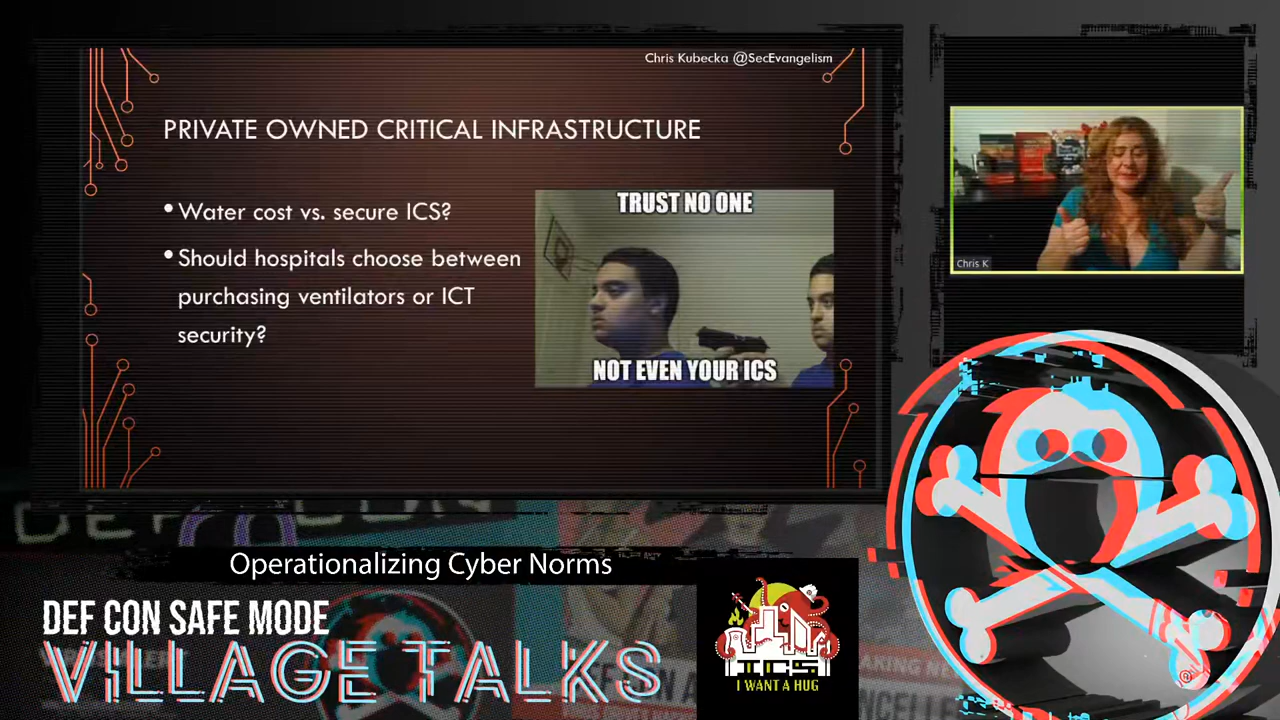 Chris Kubecka @SecEvangelism
PRIVATE OWNED CRITICAL INFRASTRUCTURE
• Water cost vs. secure ICS?
• Should hospitals choose between
purchasing ventilators or ICT
security?
TRUST NO ONE
NOT EVEN YOUR ICS
Chris K
DEF CON
Operationalizing Cyber Norms
DEF CON SAFE MODE
VILLAGE TALKS
ICS
I WANT A HUG